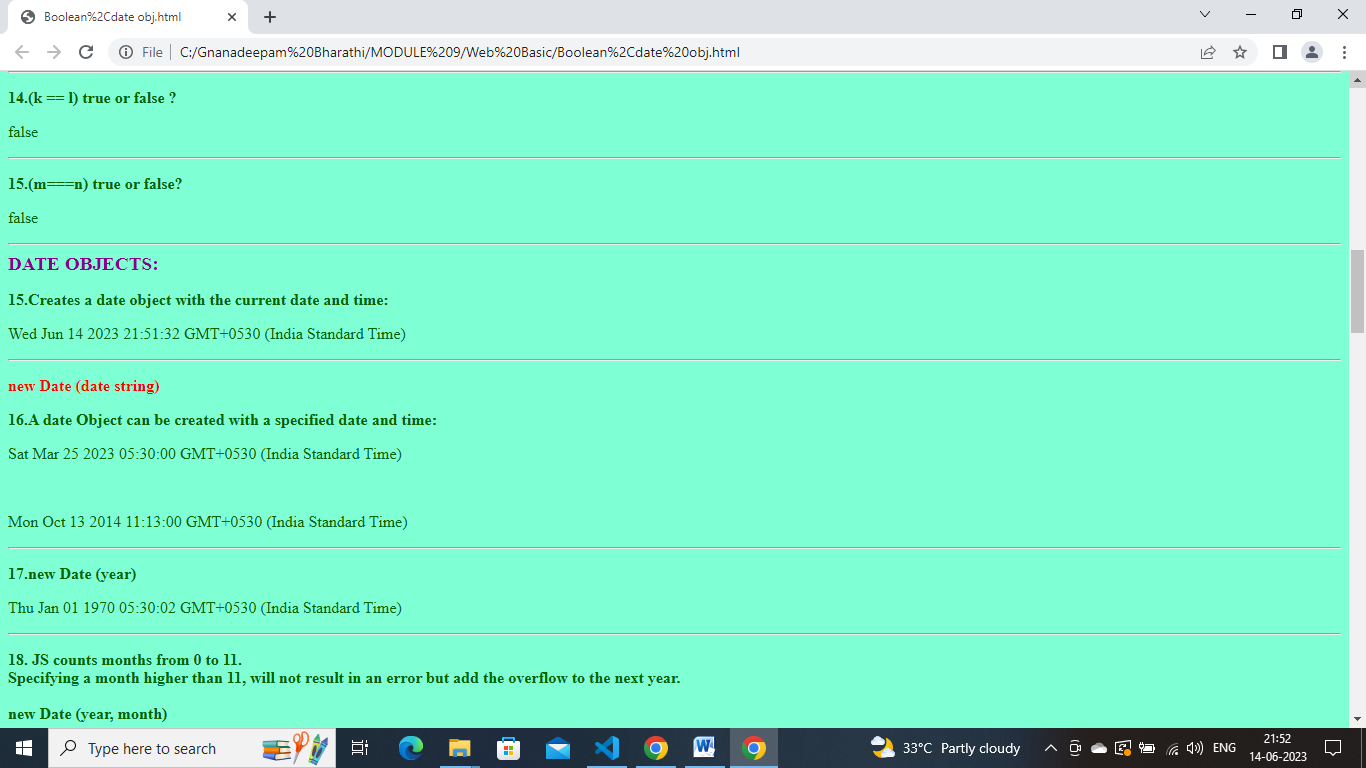 Boolean%2Cdate obj.html
File
C:/Gnanadeepam%20Bharathi/MODULE%209/Web%20Basic/Boolean%2Cdate%20obj.html
14.(k == l) true or false ?
false
15.(m===n) true or false?
false
DATE OBJECTS:
15.Creates a date object with the current date and time:
Wed Jun 14 2023 21:51:32 GMT+0530 (India Standard Time)
new Date (date string)
16.A date Object can be created with a specified date and time:
Sat Mar 25 2023 05:30:00 GMT+0530 (India Standard Time)
Mon Oct 13 2014 11:13:00 GMT+0530 (India Standard Time)
17.new Date (year)
Thu Jan 01 1970 05:30:02 GMT+0530 (India Standard Time)
18. JS counts months from 0 to 11.
Specifying a month higher than 11, will not result in an error but add the overflow to the next year.
new Date (year, month)
Type here to search
W
33°C Partly cloudy
ENG
21:52
14-06-2023